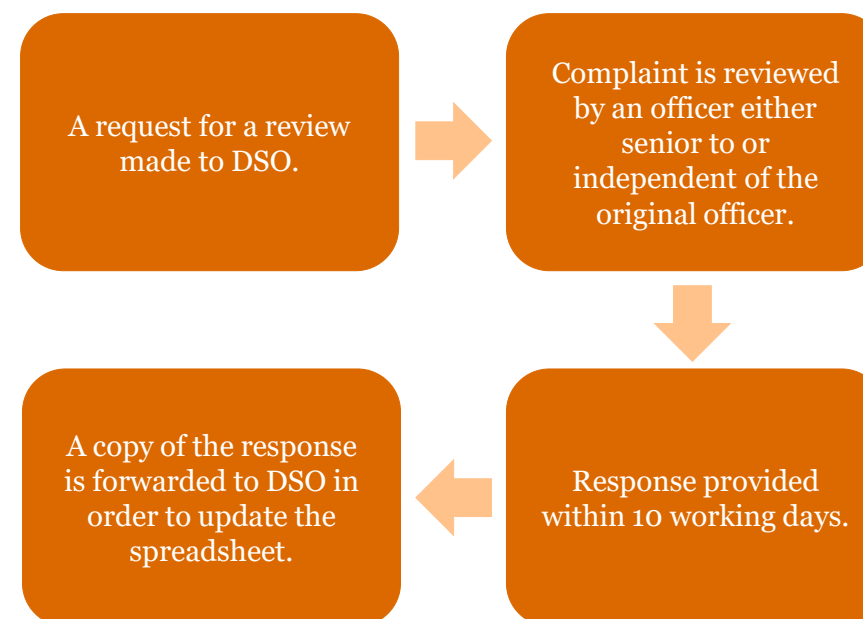 A request for a review
made to DSO.
Complaint is reviewed
by an officer either
senior to or
independent of the
original officer.
Response provided
within 10 working days.
A copy of the response
is forwarded to DSO in
order to update the
spreadsheet.